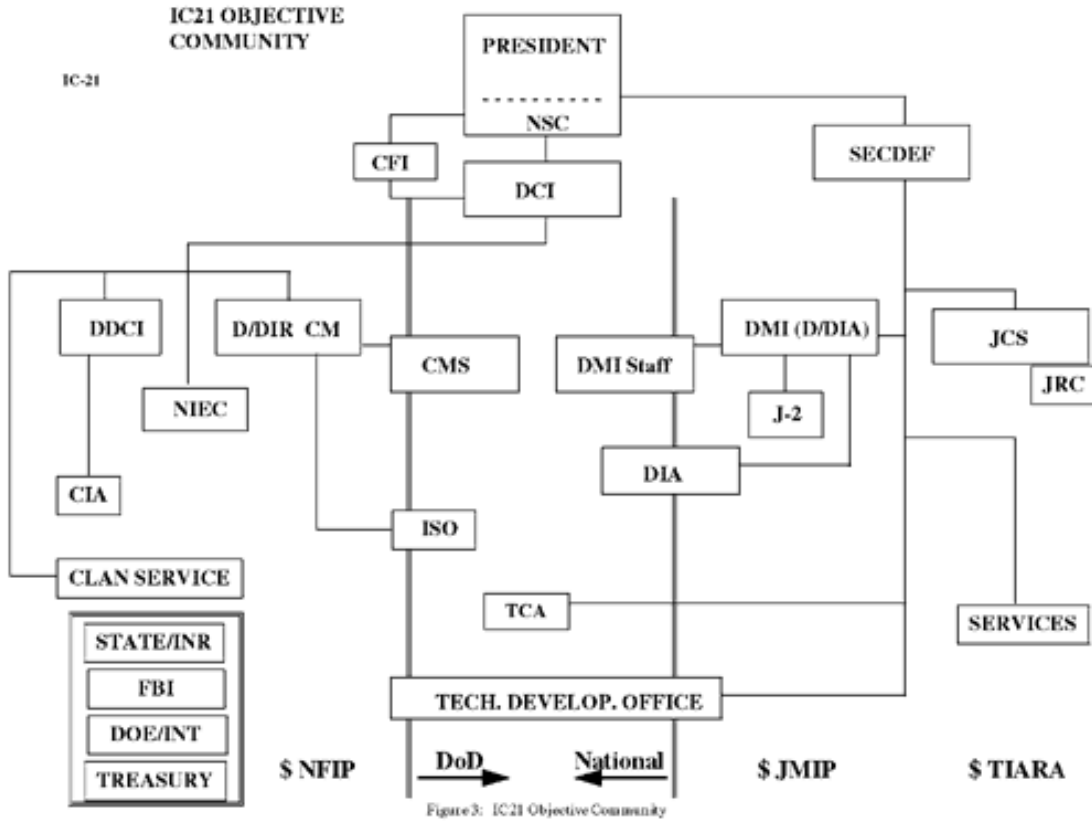 IC21 OBJECTIVE
COMMUNITY
IC-21
PRESIDENT
NSC
CFI
SECDEF
DCI
DDCI
D/DIR CM
DMI (D/DIA)
JCS
CMS
DMI Staff
JRC
NIEC
J-2
DIA
CIA
ISO
CLAN SERVICE
TCA
SERVICES
STATE/INR
FBI
DOE/INT
TREASURY
TECH. DEVELOP. OFFICE
$ NFIP
DoD
National
$ JMIP
$ TIARA
Figure 3: IC21 Objective Community